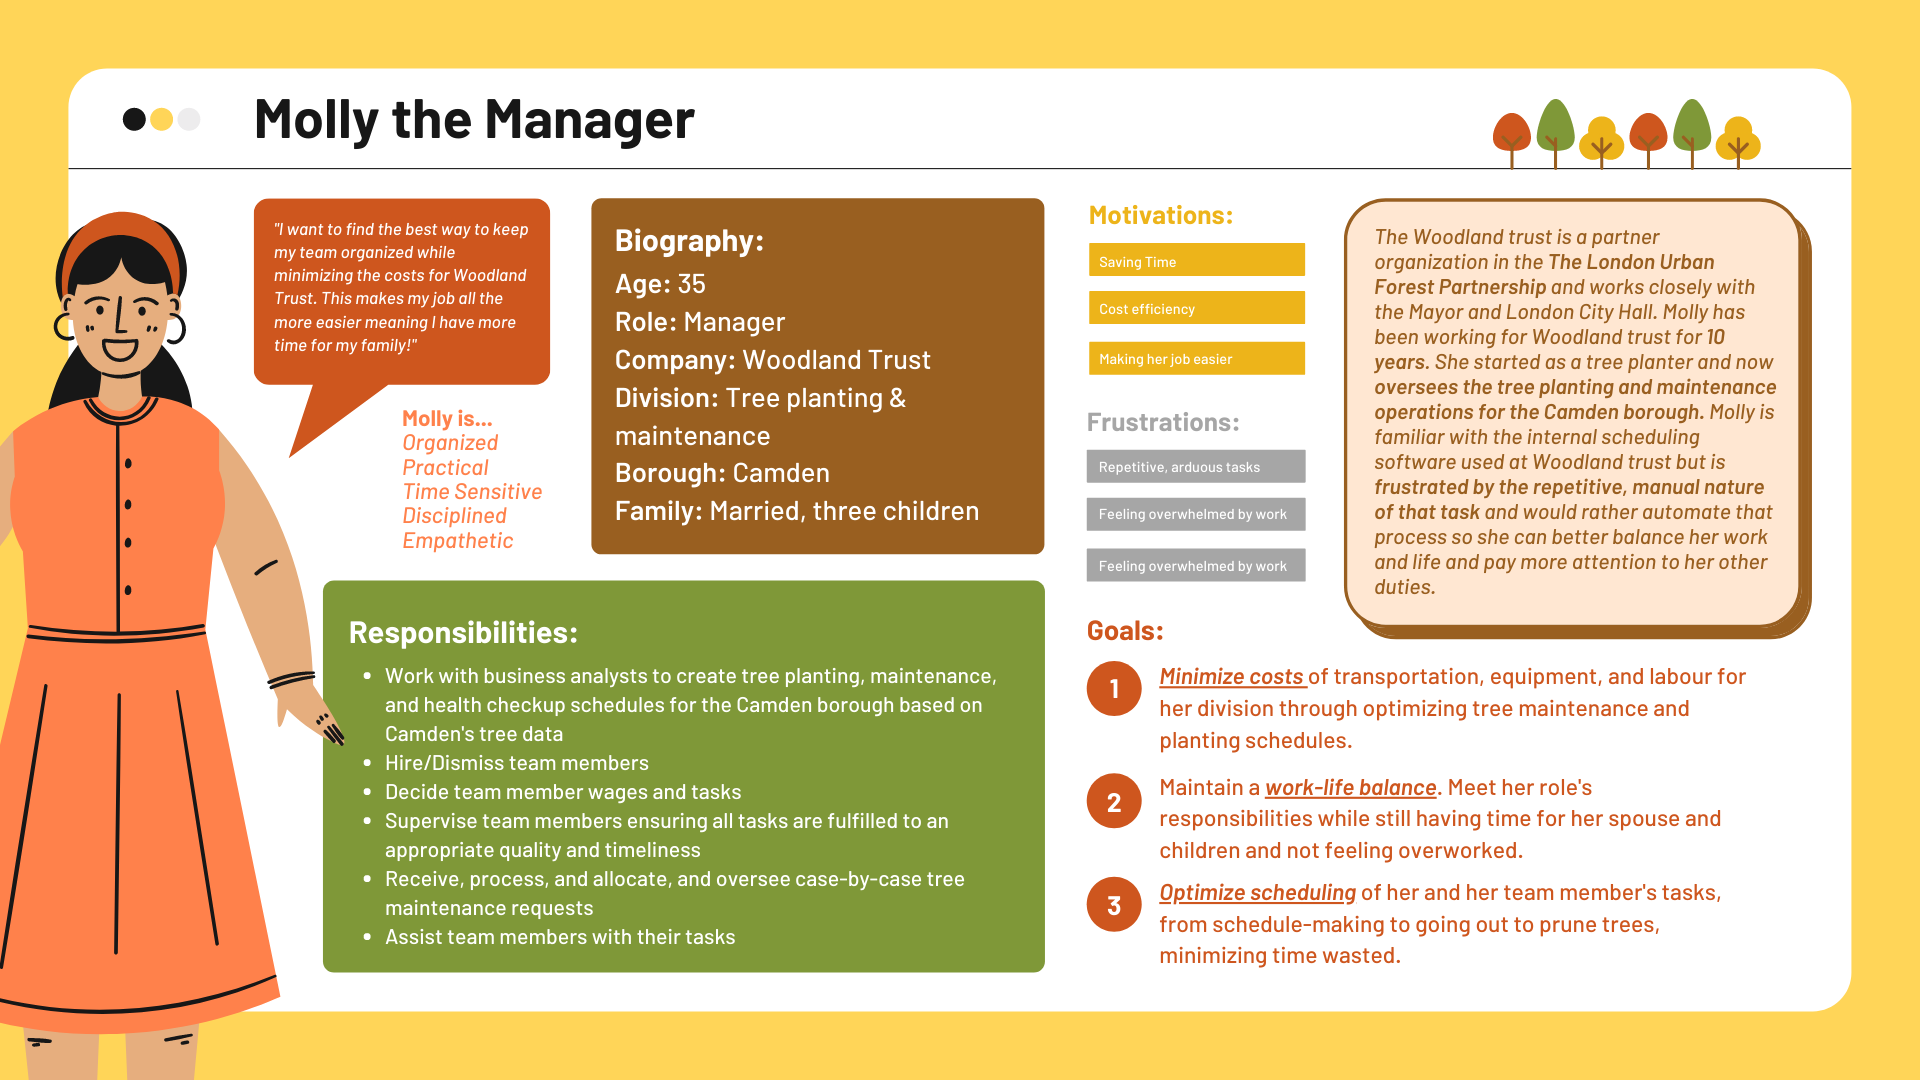 Molly the Manager
"I want to find the best way to keep
my team organized while
minimizing the costs for Woodland
Trust. This makes my job all the
more easier meaning I have more
time for my family!"
Molly is...
Organized
Practical
Time Sensitive
Disciplined
Empathetic
Biography:
Age: 35
Role: Manager
Company: Woodland Trust
Division: Tree planting &
maintenance
Borough: Camden
Family: Married, three children
Responsibilities:
• Work with business analysts to create tree planting, maintenance,
and health checkup schedules for the Camden borough based on
Camden's tree data
• Hire/Dismiss team members
• Decide team member wages and tasks
• Supervise team members ensuring all tasks are fulfilled to an
appropriate quality and timeliness
• Receive, process, and allocate, and oversee case-by-case tree
maintenance requests
• Assist team members with their tasks
Motivations:
Saving Time
Cost efficiency
Making her job easier
Frustrations:
Repetitive, arduous tasks
Feeling overwhelmed by work
Feeling overwhelmed by work
The Woodland trust is a partner
organization in the The London Urban
Forest Partnership and works closely with
the Mayor and London City Hall. Molly has
been working for Woodland trust for 10
years. She started as a tree planter and now
oversees the tree planting and maintenance
operations for the Camden borough. Molly is
familiar with the internal scheduling
software used at Woodland trust but is
frustrated by the repetitive, manual nature
of that task and would rather automate that
process so she can better balance her work
and life and pay more attention to her other
duties.
Goals:
1
Minimize costs of transportation, equipment, and labour for
her division through optimizing tree maintenance and
planting schedules.
2
Maintain a work-life balance. Meet her role's
responsibilities while still having time for her spouse and
children and not feeling overworked.
3
Optimize scheduling of her and her team member's tasks,
from schedule-making to going out to prune trees,
minimizing time wasted.